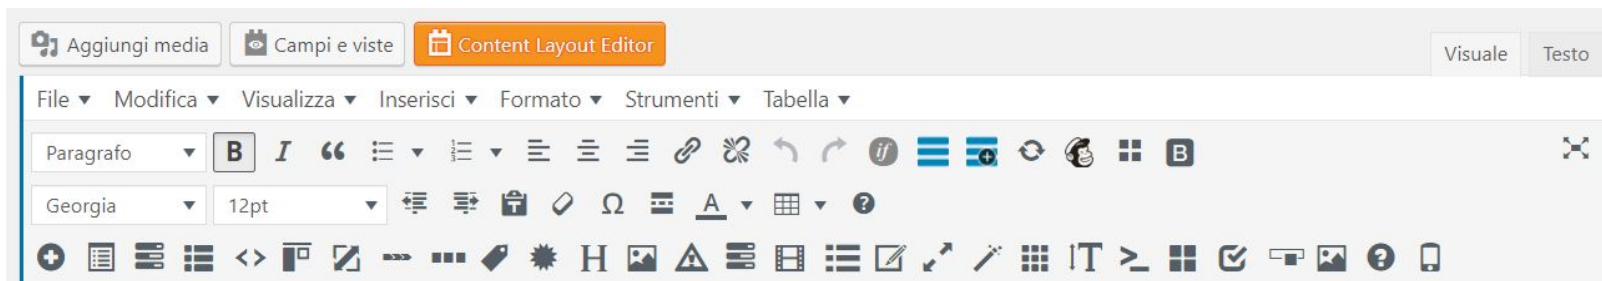 Aggiungi media Campi e viste Content Layout Editor Visuale Testo
File Modifica Visualizza Inserisci Formato Strumenti Tabella
Paragrafo B I if B
Georgia 12pt Ω A
H T